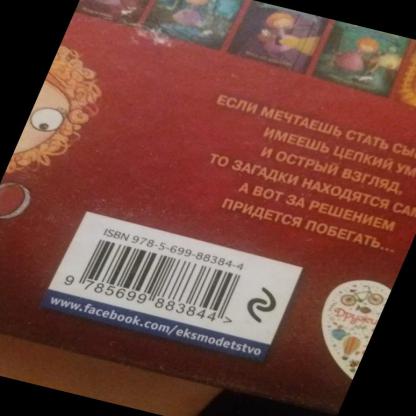 ЕСЛИ МЕЧТАЕШЬ СТАТЬ
ИМЕЕШЬ ЦЕПКИЙ
И ОСТРЫЙ ВЗГЛЯД,
ТО ЗАГАДКИ НАХОДЯТСЯ
А ВОТ ЗА РЕШЕНИЕМ
ПРИДЕТСЯ ПОБЕГАТЬ...
ISBN 978-5-699-88384-4
9 785699 883844 >
www.facebook.com/eksmodetstvo